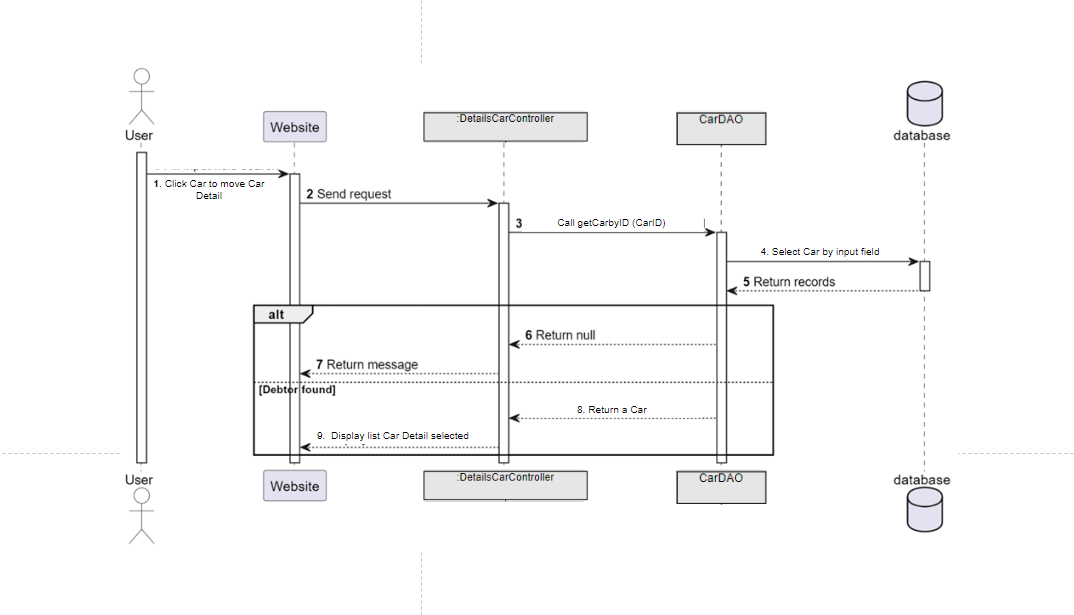 User
Website
:DetailsCarController
CarDAO
database
1. Click Car to move Car
Detail
2 Send request
3 Call getCarbyID (CarID)
4. Select Car by input field
5 Return records
alt
6 Return null
7 Return message
[Debtor found]
8. Return a Car
9. Display list Car Detail selected
User
Website
:DetailsCarController
CarDAO
database